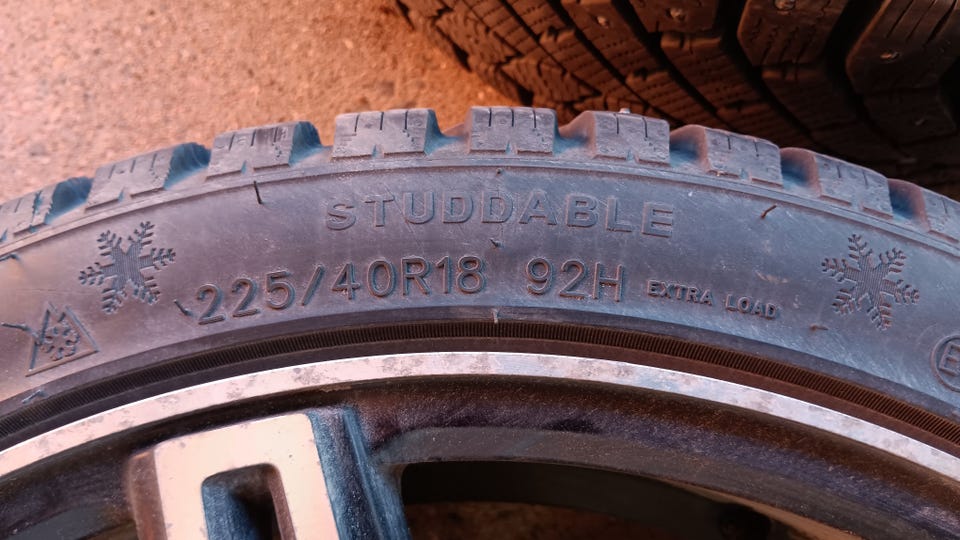 STUDDABLE
225/40R18 92H EXTRA LOAD